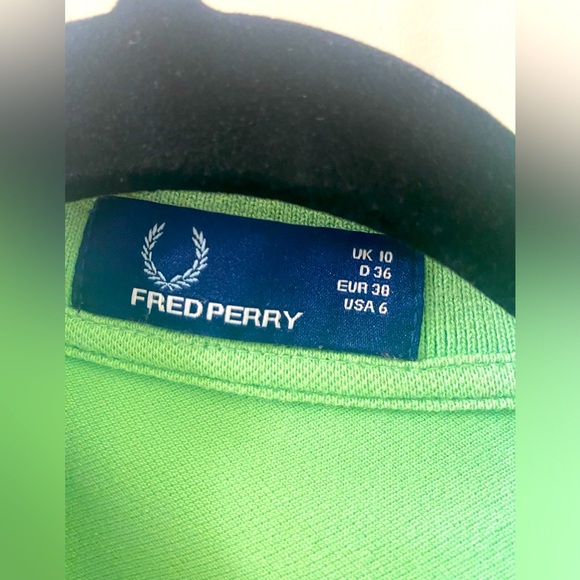 FRED PERRY
UK 10
D 36
EUR 38
USA 6